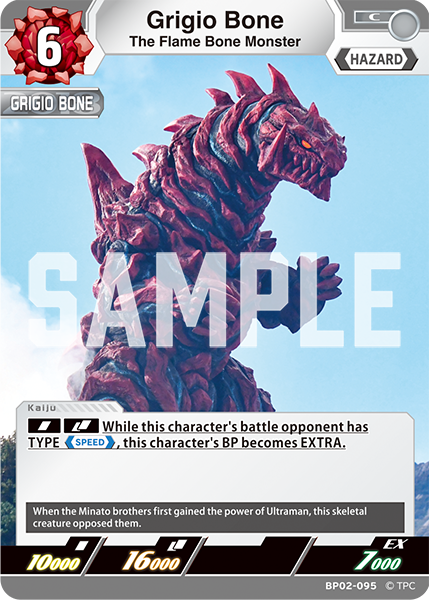 Grigio Bone
C
The Flame Bone Monster
6
HAZARD
GRIGIO BONE
SAMPLE
Kaiju
While this character's battle opponent has
TYPE SPEED, this character's BP becomes EXTRA.
When the Minato brothers first gained the power of Ultraman, this skeletal
creature opposed them.
EX
10000 16000 7000
BP02-095 © TPC